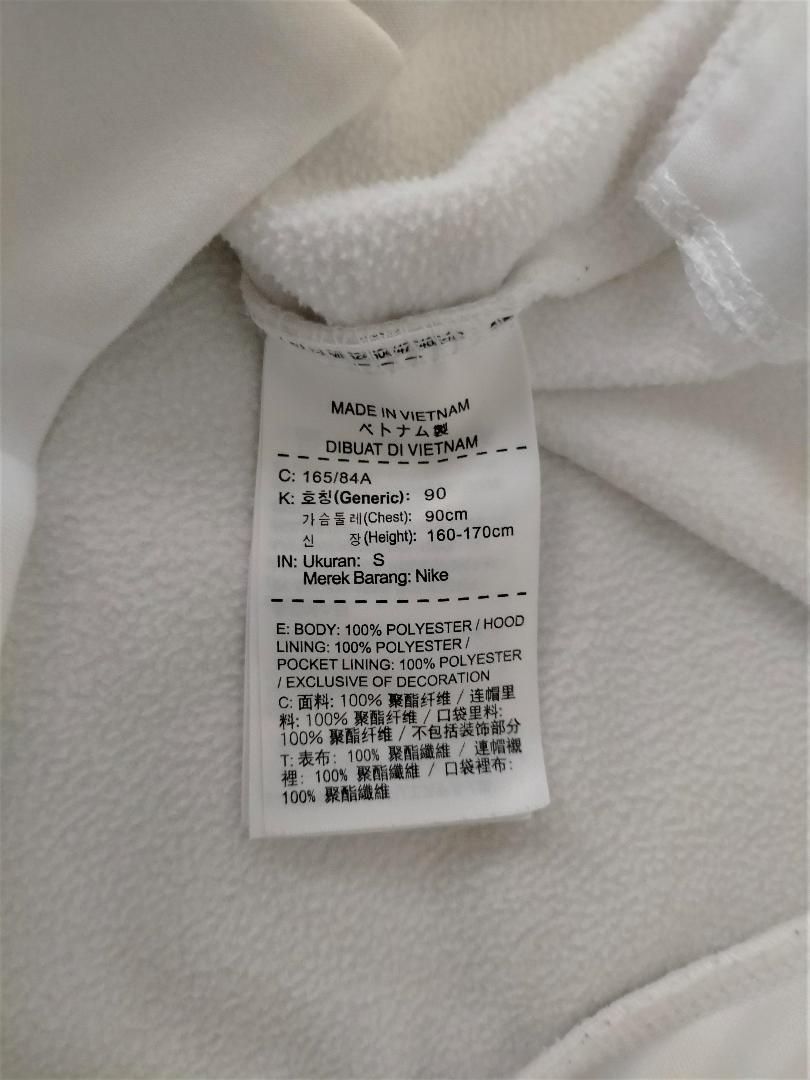 MADE IN VIETNAM
ベトナム製
DIBUAT DI VIETNAM
C: 165/84A
K: 호칭(Generic): 90
가슴둘레(Chest): 90cm
신 장(Height): 160-170cm
IN: Ukuran: S
Merek Barang: Nike
E: BODY: 100% POLYESTER / HOOD
LINING: 100% POLYESTER /
POCKET LINING: 100% POLYESTER
/ EXCLUSIVE OF DECORATION
C: 面料: 100% 聚酯纤维 / 连帽里
料: 100% 聚酯纤维 / 口袋里料:
100% 聚酯纤维 / 不包括装饰部分
T: 表布: 100% 聚酯纖維 / 連帽襯
裡: 100% 聚酯纖維 / 口袋裡布:
100% 聚酯纖維